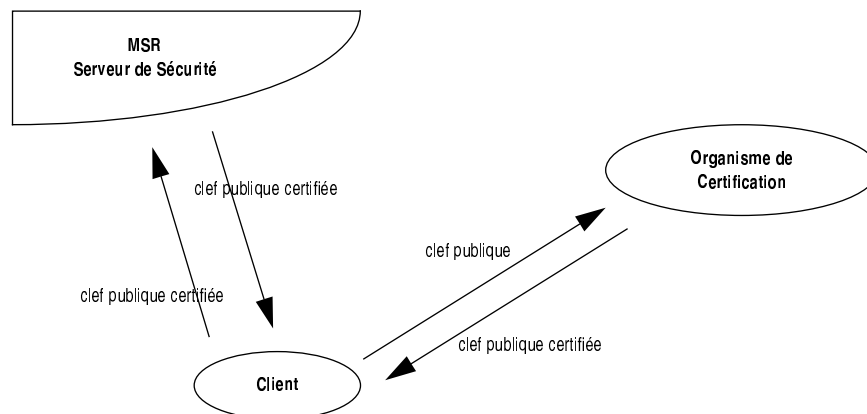 MSR
Serveur de Sécurité
Organisme de
Certification
clef publique certifiée
clef publique
clef publique certifiée
clef publique certifiée
Client